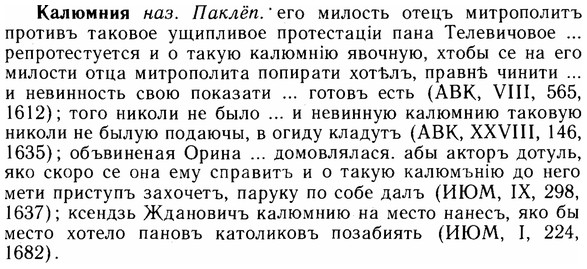 Калюмния наз. Паклёп. его милость отецъ митрополитъ
противъ таковое ущипливое протестаціи пана Телевичовое ...
репротестуется и о такую калюмнію явочную, хтобы се на его
милости отца митрополита попирати хотѣлъ, правнѣ чинити ...
и невинность свою показати ... готовъ есть (АВК, VIII, 565,
1612); того николи не было ... и невинную калюмнию таковую
николи не былую подаючы, в огиду кладутъ (АВК, XXVIII, 146,
1635); объвиненая Орина ... домовлялася. абы акторъ дотуль,
яко скоро се она ему справитъ и о такую калюмънію до него
мети приступ захочетъ, паруку по собе далъ (ИЮМ, IX, 298,
1637); ксендзь Ждановичъ калюмнию на место нанесъ, яко бы
место хотело пановъ католиковъ позабиять (ИЮМ, I, 224,
1682).